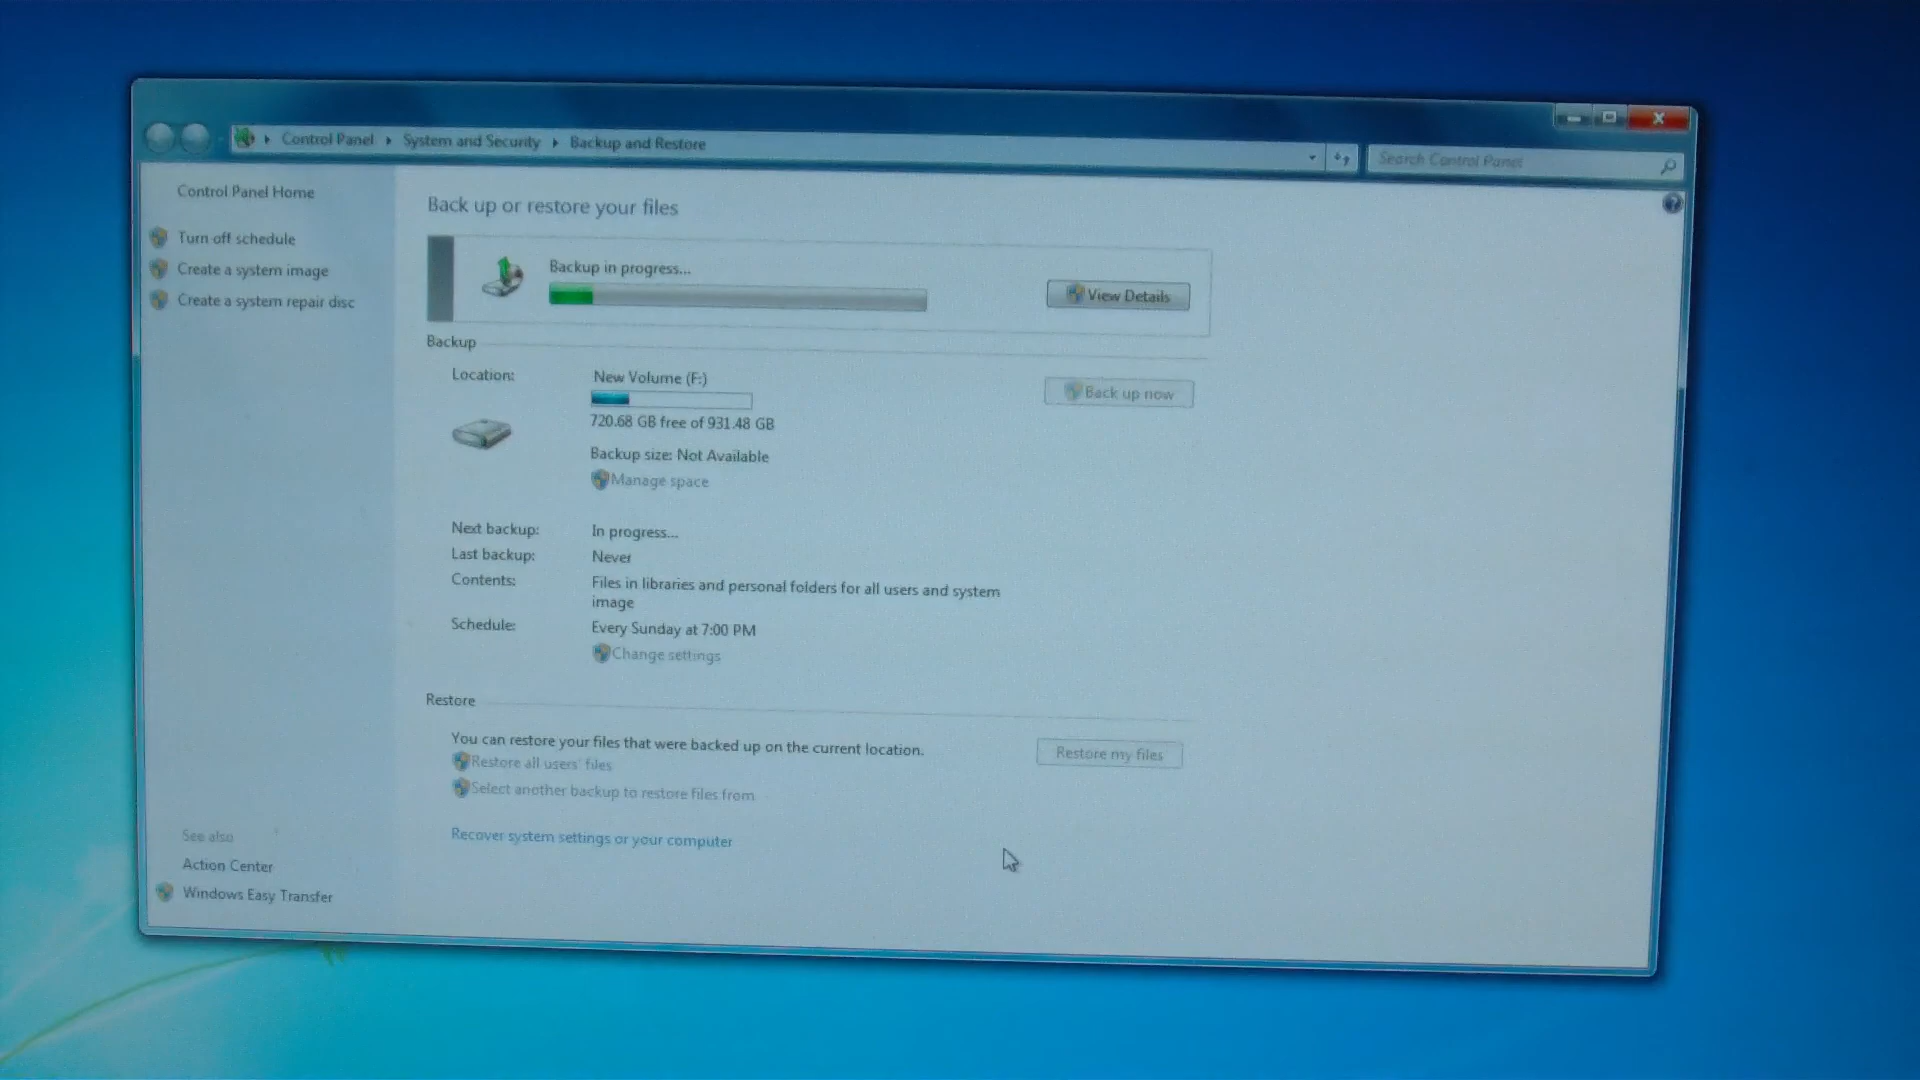 Control Panel ▸ System and Security ▸ Backup and Restore
Search Control Panel
Control Panel Home
Turn off schedule
Create a system image
Create a system repair disc
Back up or restore your files
Backup in progress...
View Details
Backup
Location:
New Volume (F:)
Back up now
720.68 GB free of 931.48 GB
Backup size: Not Available
Manage space
Next backup: In progress...
Last backup: Never
Contents: Files in libraries and personal folders for all users and system
image
Schedule: Every Sunday at 7:00 PM
Change settings
Restore
You can restore your files that were backed up on the current location.
Restore my files
Restore all users' files
Select another backup to restore files from
Recover system settings or your computer
See also
Action Center
Windows Easy Transfer